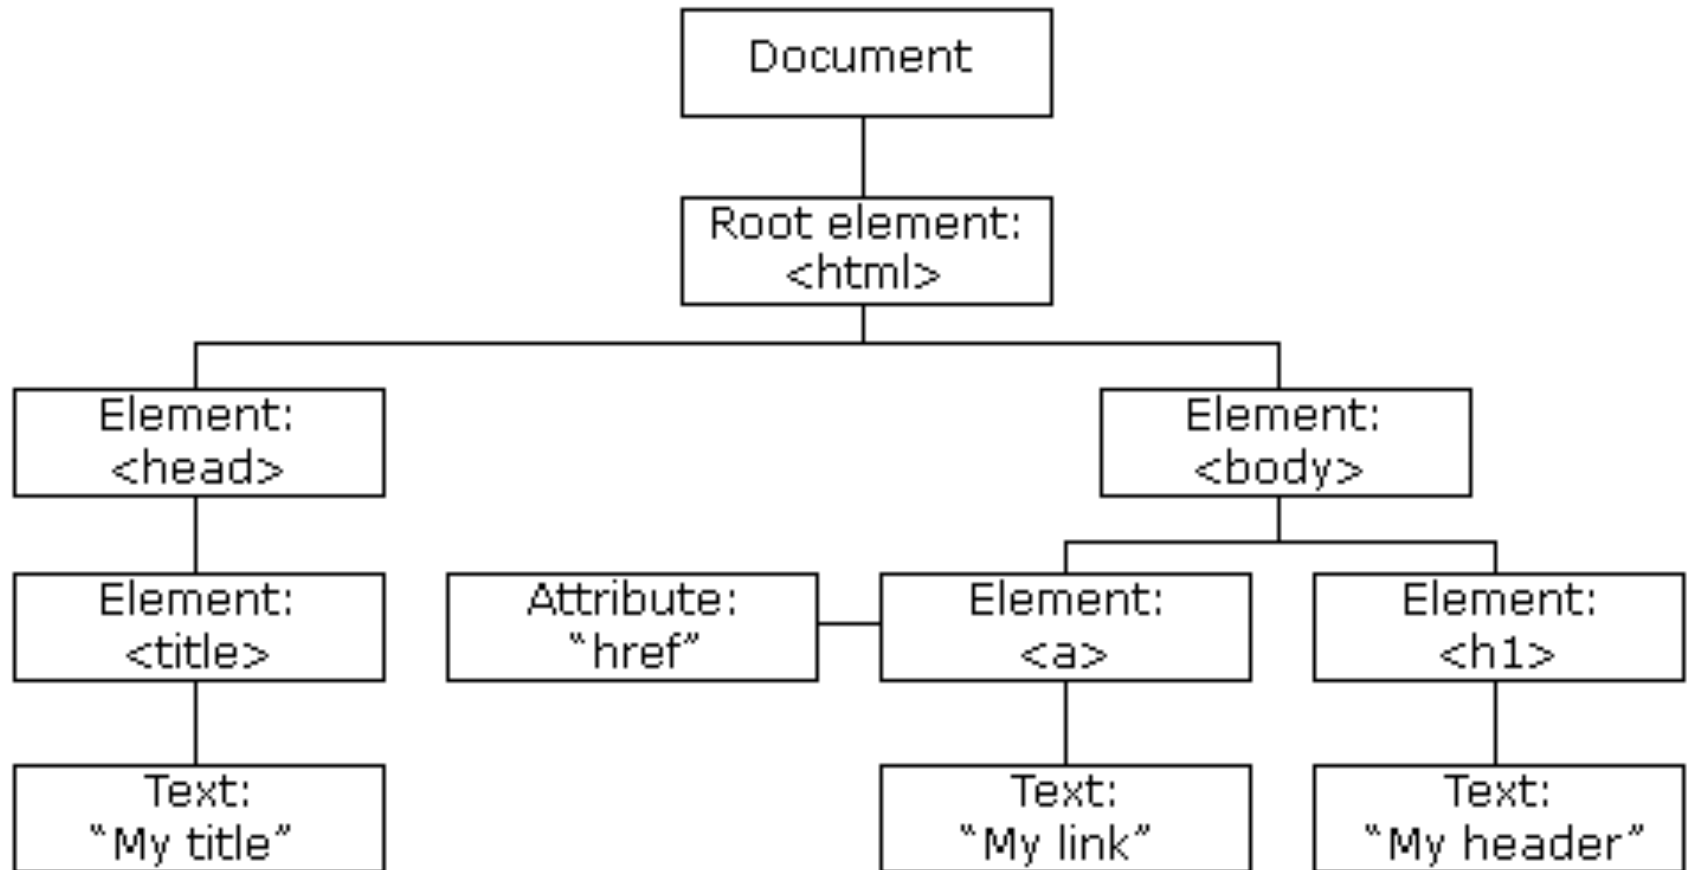 Document
Root element:
<html>
Element:
<head>
Element:
<body>
Element:
<title>
Attribute:
“href”
Element:
<a>
Element:
<h1>
Text:
“My title”
Text:
“My link”
Text:
“My header”